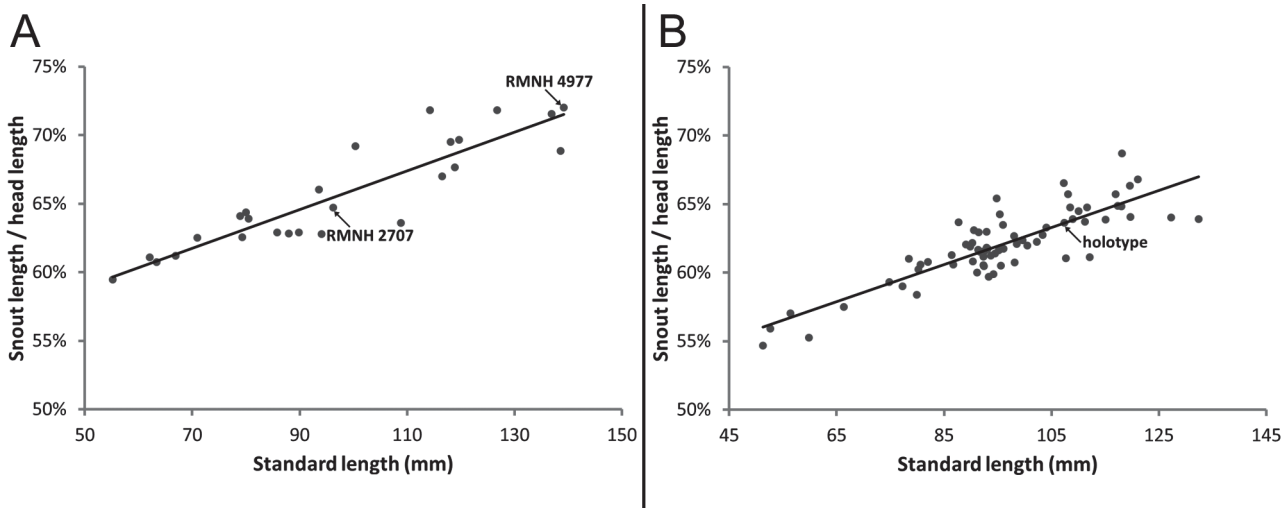 A
75%
70%
65%
60%
55%
50%
Snout length / head length
RMNH 4977
RMNH 2707
50 70 90 110 130 150
Standard length (mm)
B
75%
70%
65%
60%
55%
50%
Snout length / head length
holotype
45 65 85 105 125 145
Standard length (mm)